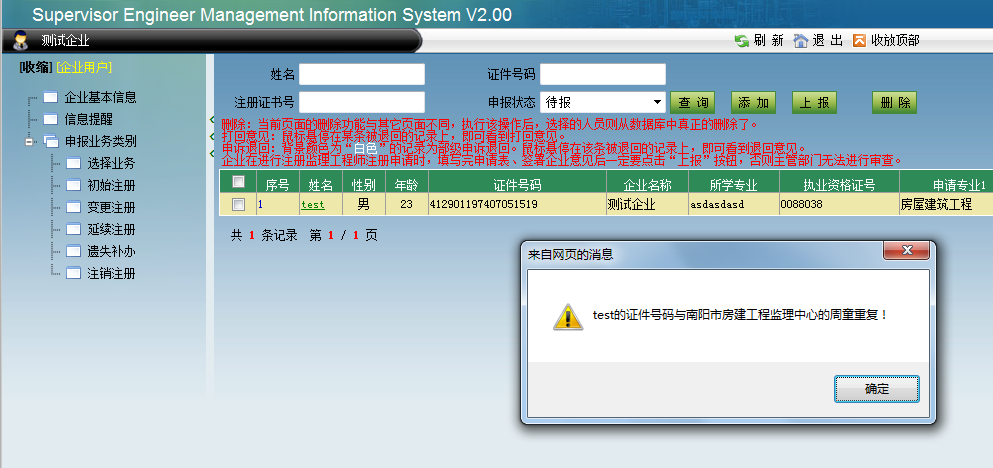 Supervisor Engineer Management Information System V2.00
测试企业
刷 新 退 出 收放顶部
[收缩] [企业用户]
企业基本信息
信息提醒
申报业务类别
选择业务
初始注册
变更注册
延续注册
遗失补办
注销注册
姓名 证件号码
注册证书号 申报状态 待报 查 询 添 加 上 报 删 除
删除：当前页面的删除功能与其它页面不同，执行该操作后，选择的人员则从数据库中真正的删除了。
打回意见：鼠标悬停在某条被退回的记录上，即可看到打回意见。
申诉退回：背景颜色为“白色”的记录为部级申诉退回。鼠标悬停在该条被退回的记录上，即可看到退回意见。
企业在进行注册监理工程师注册申请时，填写完申请表、签署企业意见后一定要点击“上报”按钮，否则主管部门无法进行审查。
序号 姓名 性别 年龄 证件号码 企业名称 所学专业 执业资格证号 申请专业1
1 test 男 23 412901197407051519 测试企业 asdasdasd 0088038 房屋建筑工程
共 1 条记录 第 1 / 1 页
来自网页的消息
test的证件号码与南阳市房建工程监理中心的周童重复！
确定